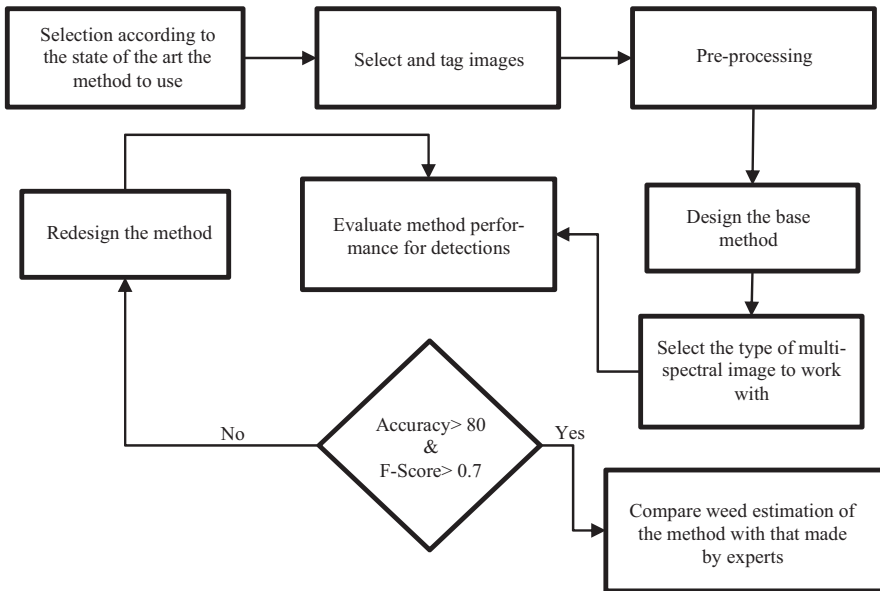 Selection according to
the state of the art the
method to use
Select and tag images
Pre-processing
Redesign the method
Evaluate method perfor-
mance for detections
Design the base
method
Select the type of multi-
spectral image to work
with
No
Accuracy> 80
&
F-Score> 0.7
Yes
Compare weed estimation of
the method with that made
by experts